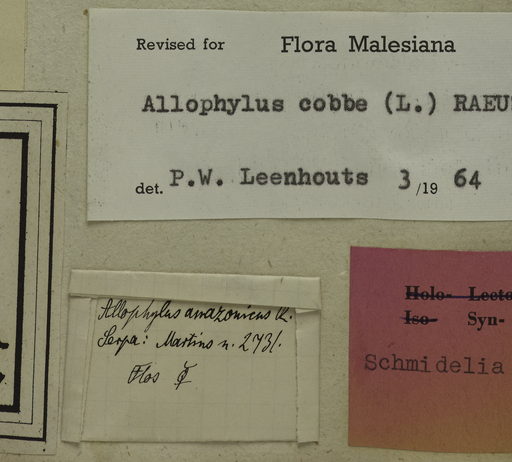 Revised for Flora Malesiana
Allophylus cobbe (L.) RAEU
det. P.W. Leenhouts 3/19 64
Allophylus amazonicus R.
Serpa: Martius n. 2731.
Flos
Holo- Lecto
Iso- Syn-
Schmidelia